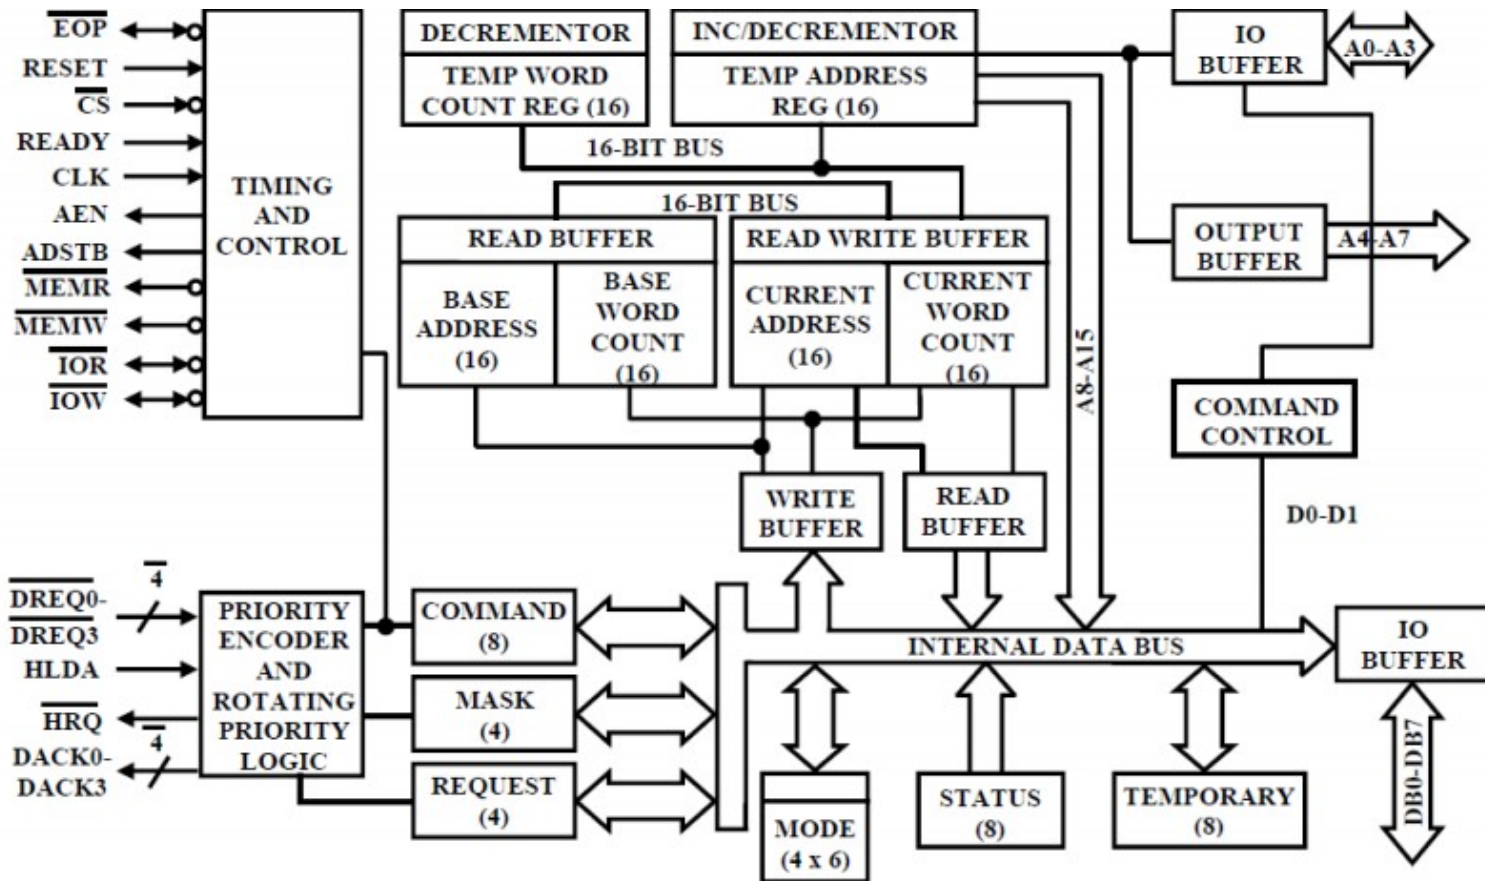 EOP
RESET
CS
READY
CLK
AEN
ADSTB
MEMR
MEMW
IOR
IOW
TIMING
AND
CONTROL
DECREMENTOR
TEMP WORD
COUNT REG (16)
INC/DECREMENTOR
TEMP ADDRESS
REG (16)
IO
BUFFER
A0-A3
16-BIT BUS
16-BIT BUS
READ BUFFER
BASE
ADDRESS
(16)
BASE
WORD
COUNT
(16)
READ WRITE BUFFER
CURRENT
ADDRESS
(16)
CURRENT
WORD
COUNT
(16)
A8-A15
OUTPUT
BUFFER
A4-A7
COMMAND
CONTROL
D0-D1
WRITE
BUFFER
READ
BUFFER
4
DREQ0-
DREQ3
HLDA
HRQ
4
DACK0-
DACK3
PRIORITY
ENCODER
AND
ROTATING
PRIORITY
LOGIC
COMMAND
(8)
MASK
(4)
REQUEST
(4)
INTERNAL DATA BUS
IO
BUFFER
MODE
(4 x 6)
STATUS
(8)
TEMPORARY
(8)
DB0-DB7